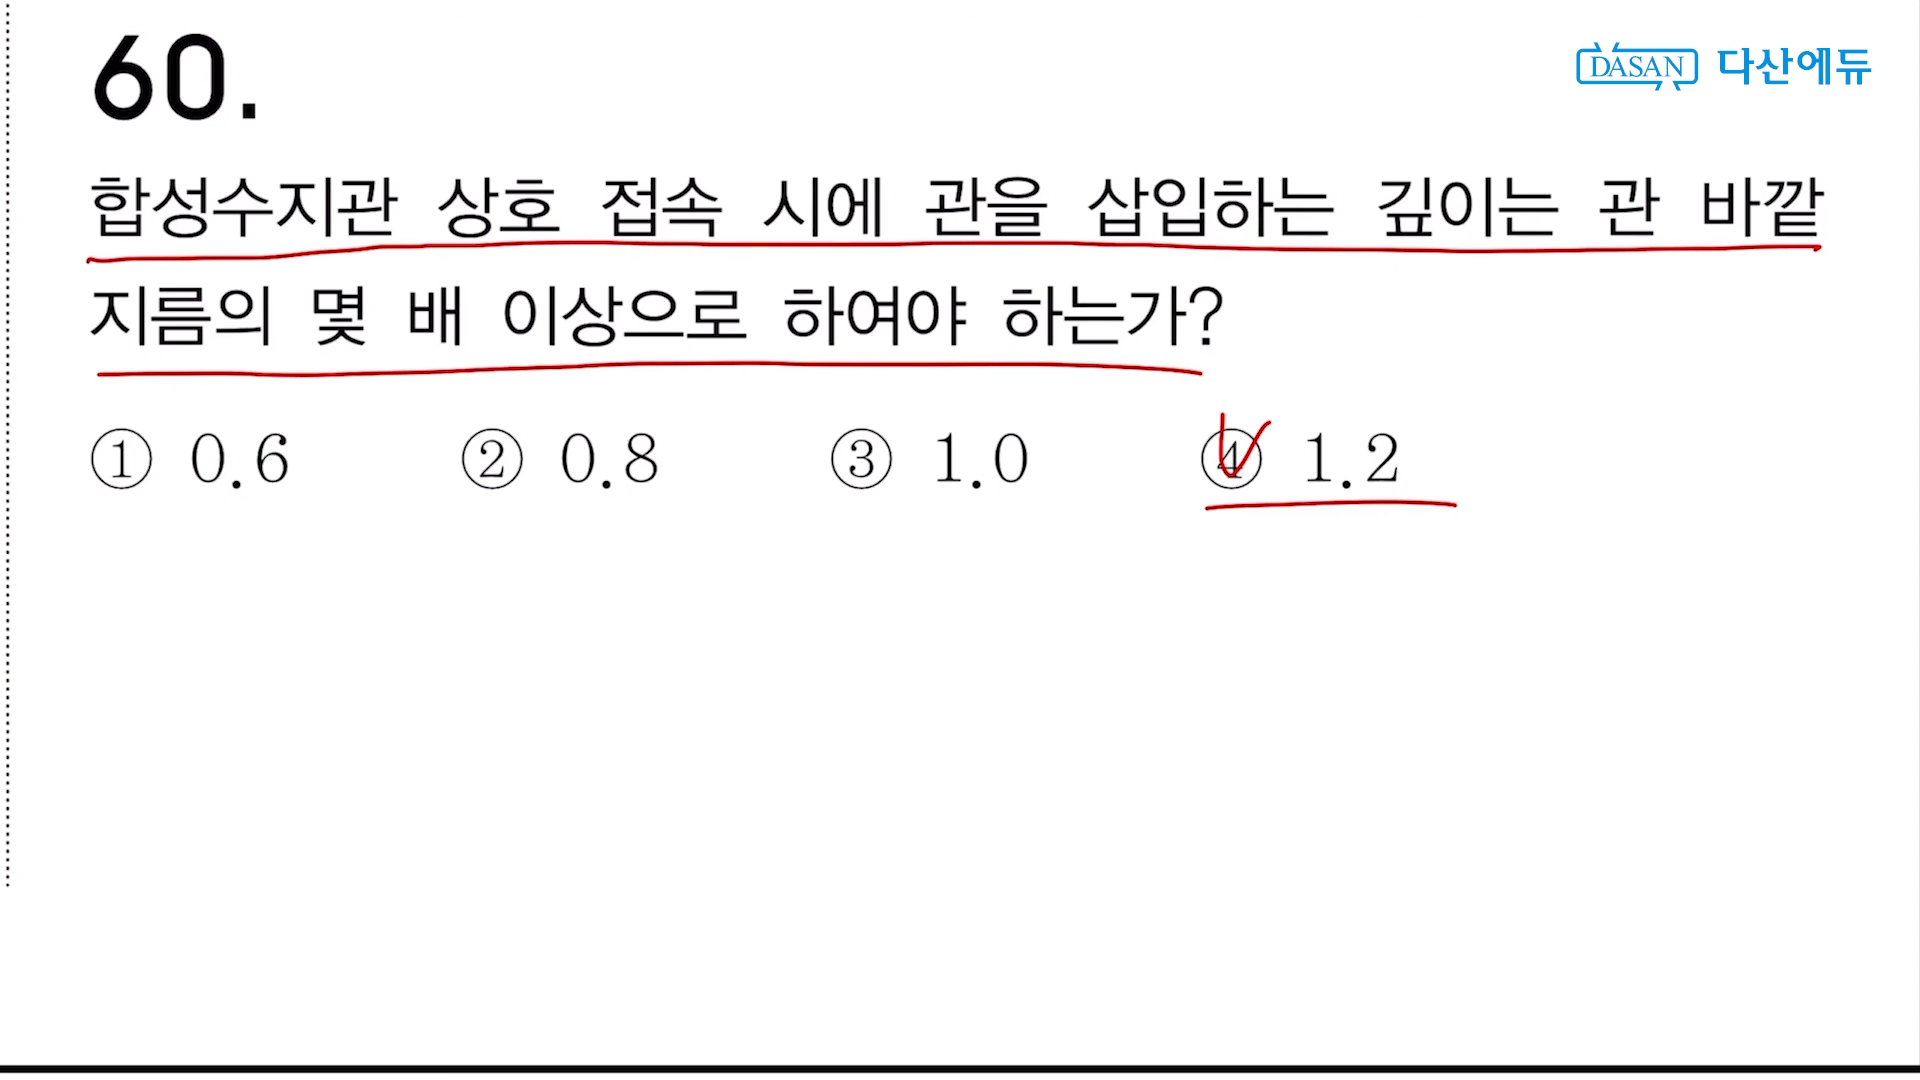 60.
DASAN 다산에듀
합성수지관 상호 접속 시에 관을 삽입하는 깊이는 관 바깥
지름의 몇 배 이상으로 하여야 하는가?
① 0.6 ② 0.8 ③ 1.0 ④ 1.2